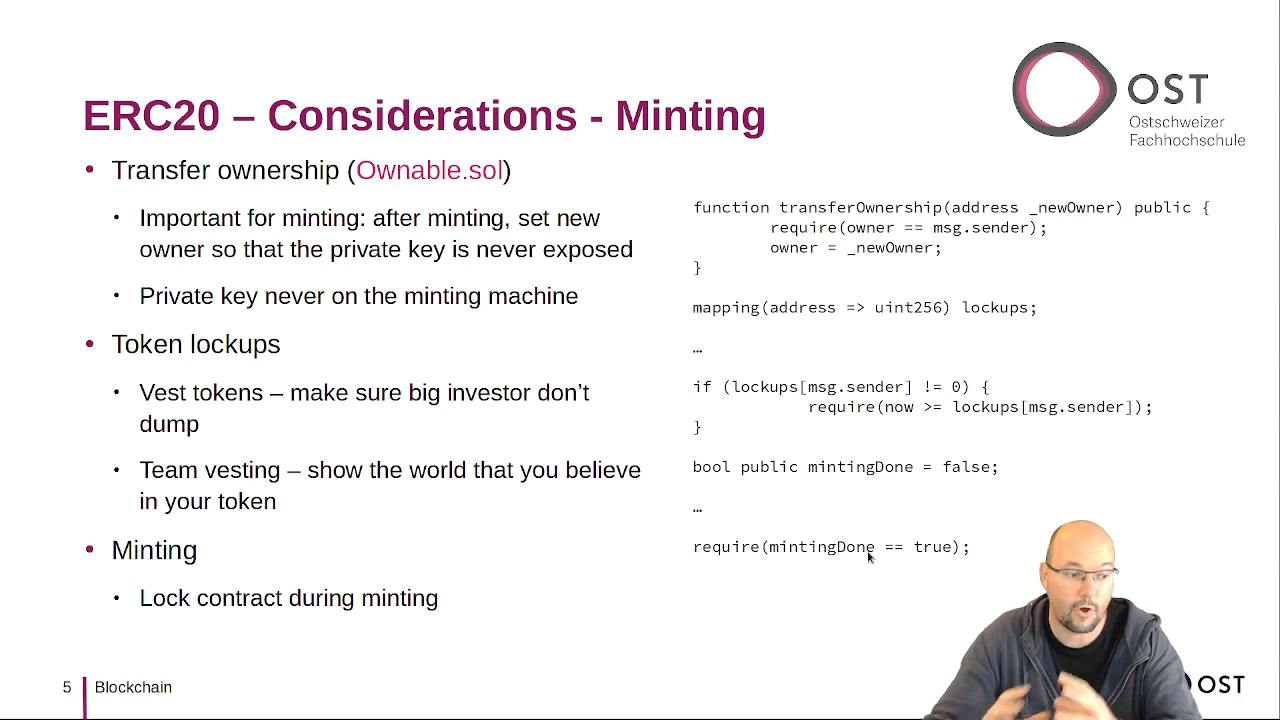 OST
Ostschweizer
Fachhochschule
ERC20 – Considerations - Minting
• Transfer ownership (Ownable.sol)
• Important for minting: after minting, set new
owner so that the private key is never exposed
• Private key never on the minting machine
• Token lockups
• Vest tokens – make sure big investor don’t
dump
• Team vesting – show the world that you believe
in your token
• Minting
• Lock contract during minting
function transferOwnership(address _newOwner) public {
require(owner == msg.sender);
owner = _newOwner;
}
mapping(address => uint256) lockups;
…
if (lockups[msg.sender] != 0) {
require(now >= lockups[msg.sender]);
}
bool public mintingDone = false;
…
require(mintingDone == true);
5 Blockchain
OST